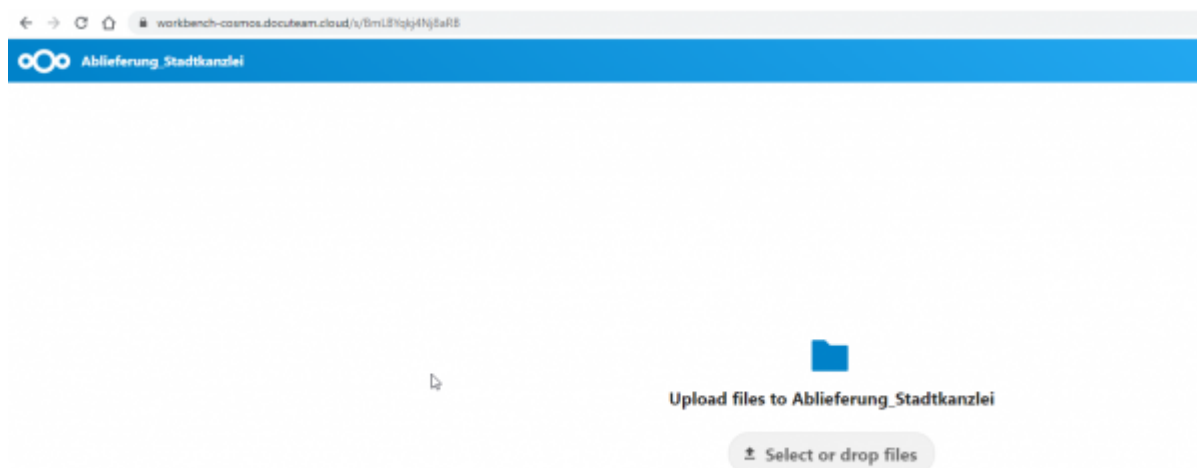 workbench-cosmos.docuteam.cloud/s/
Ablieferung_Stadtkanzlei
Upload files to Ablieferung_Stadtkanzlei
Select or drop files